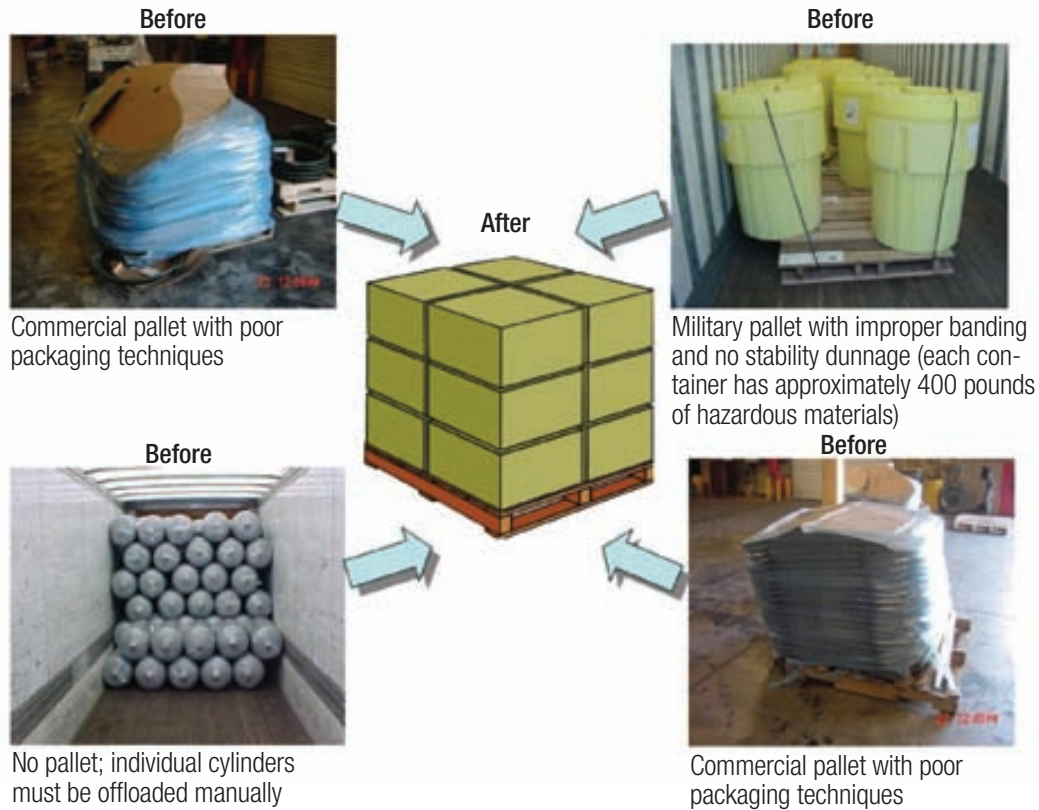 Before
Commercial pallet with poor
packaging techniques
Before
Military pallet with improper banding
and no stability dunnage (each con-
tainer has approximately 400 pounds
of hazardous materials)
After
Before
No pallet; individual cylinders
must be offloaded manually
Before
Commercial pallet with poor
packaging techniques